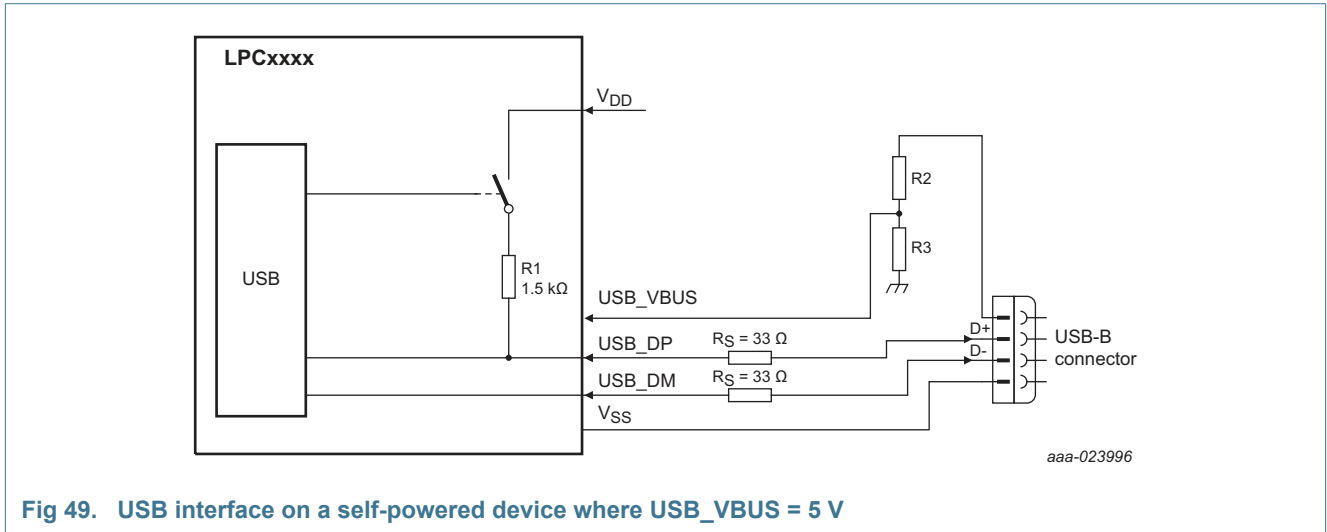 LPCxxxx
VDD
R2
R3
USB
R1
1.5 kΩ
USB_VBUS
D+
USB-B
USB_DP
RS = 33 Ω
D-
connector
USB_DM
RS = 33 Ω
VSS
aaa-023996
Fig 49. USB interface on a self-powered device where USB_VBUS = 5 V